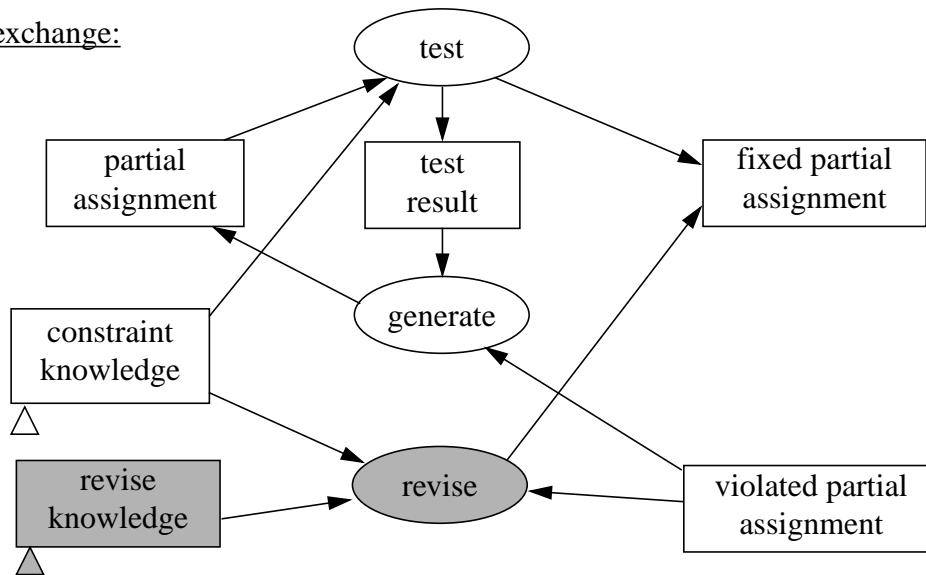 exchange:
test
partial
assignment
test
result
fixed partial
assignment
generate
constraint
knowledge
revise
knowledge
revise
violated partial
assignment